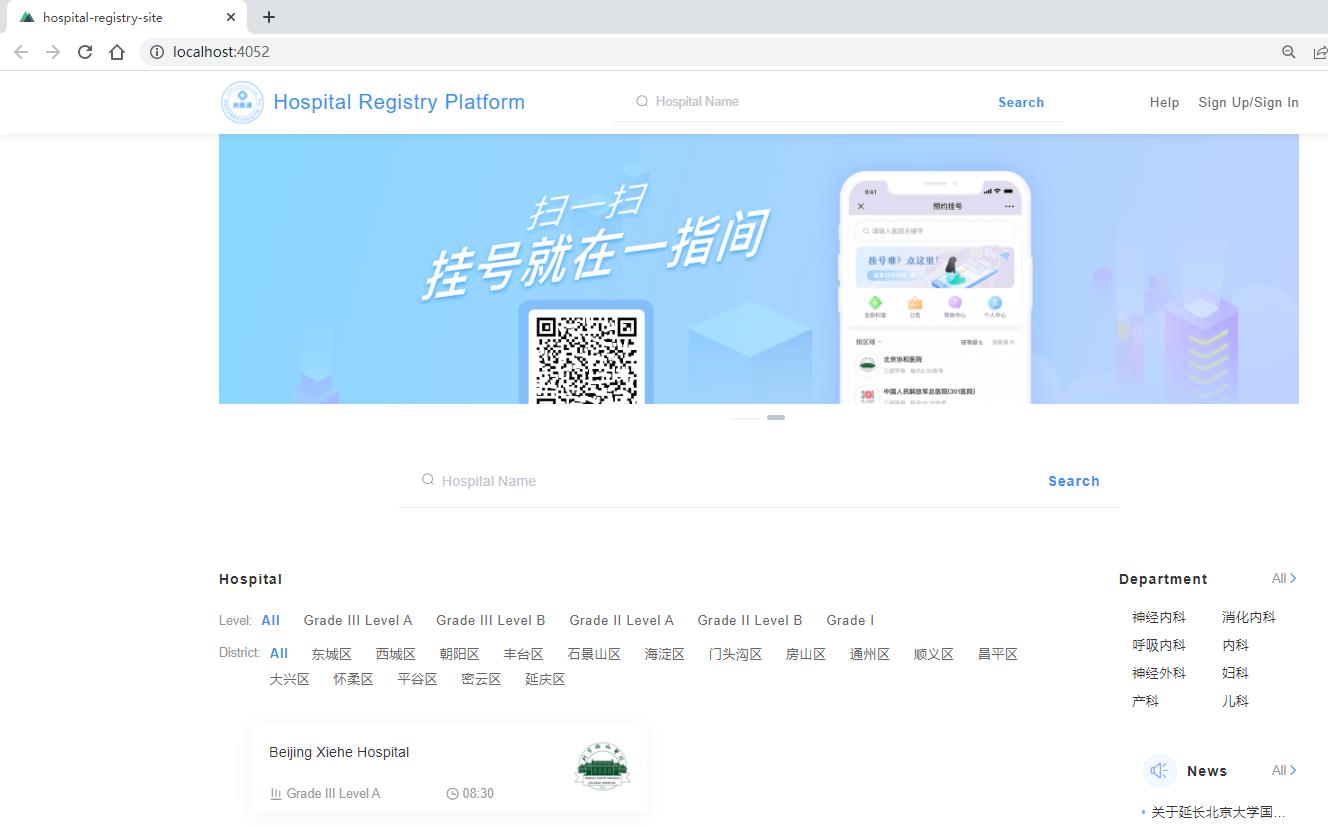 hospital-registry-site
localhost:4052
Hospital Registry Platform
Hospital Name
Search
Help
Sign Up/Sign In
扫一扫
挂号就在一指间
9:41
预约挂号
请输入医院关键字
挂号难？点这里！
全部科室 公告 帮助中心 个人中心
按区域
北京协和医院
中国人民解放军总医院(301医院)
Hospital Name
Search
Hospital
Level: All Grade III Level A Grade III Level B Grade II Level A Grade II Level B Grade I
District: All 东城区 西城区 朝阳区 丰台区 石景山区 海淀区 门头沟区 房山区 通州区 顺义区 昌平区
大兴区 怀柔区 平谷区 密云区 延庆区
Beijing Xiehe Hospital
Grade III Level A 08:30
Department All
神经内科 消化内科
呼吸内科 内科
神经外科 妇科
产科 儿科
News All
关于延长北京大学国...